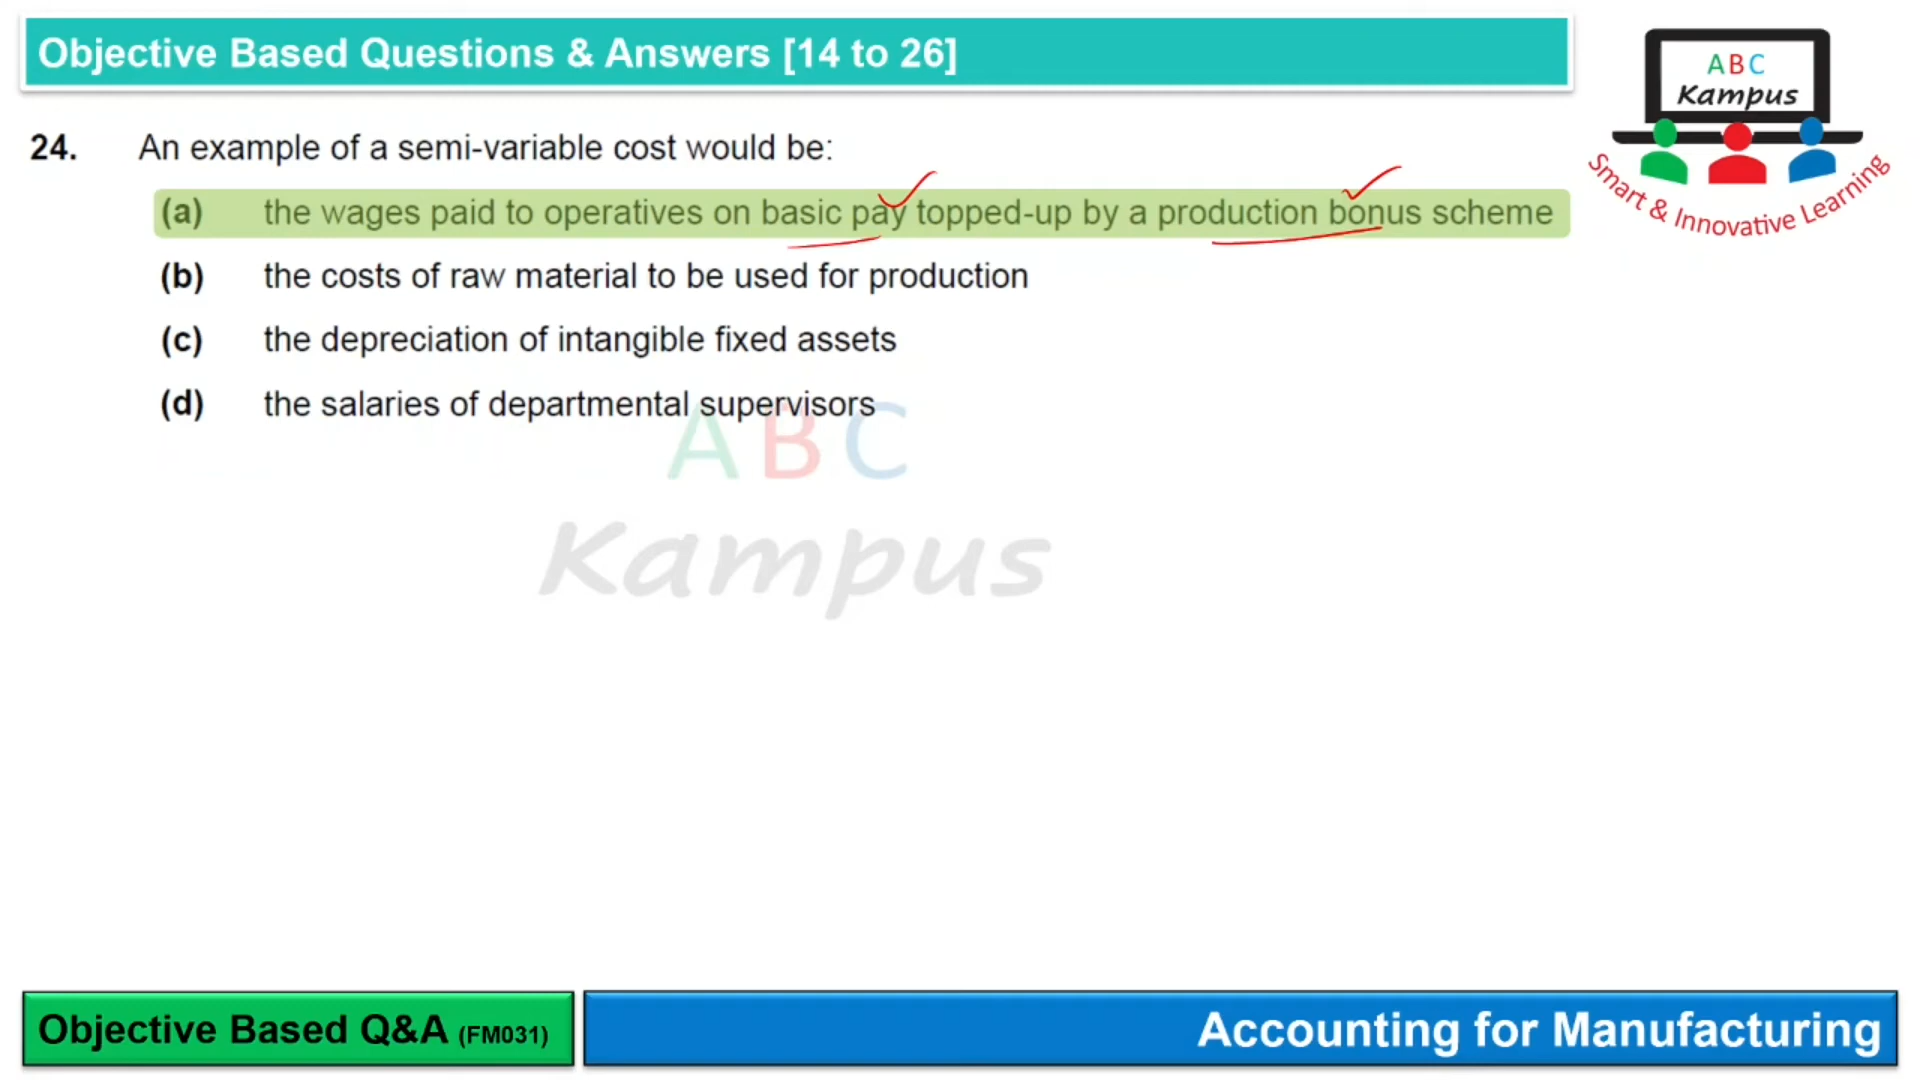 Objective Based Questions & Answers [14 to 26]
ABC
Kampus
Smart & Innovative Learning
24. An example of a semi-variable cost would be:
(a) the wages paid to operatives on basic pay topped-up by a production bonus scheme
(b) the costs of raw material to be used for production
(c) the depreciation of intangible fixed assets
(d) the salaries of departmental supervisors
ABC
Kampus
Objective Based Q&A (FM031)
Accounting for Manufacturing